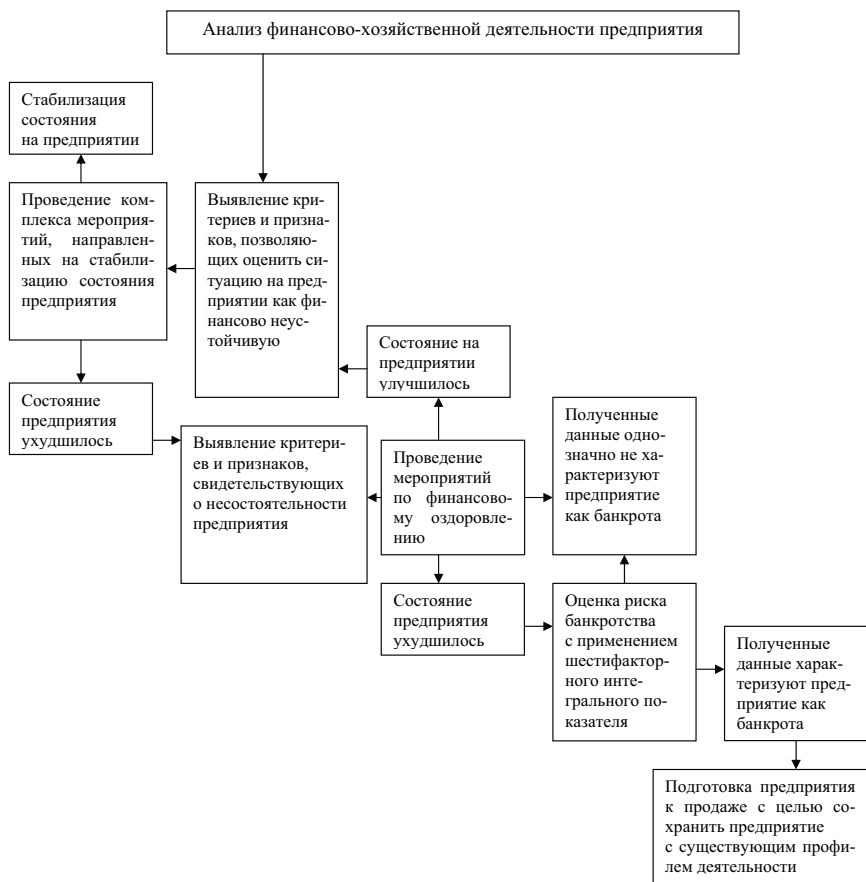 Анализ финансово-хозяйственной деятельности предприятия
Стабилизация
состояния
на предприятии
Проведение ком-
плекса мероприя-
тий, направлен-
ных на стабили-
зацию состояния
предприятия
Выявление кри-
териев и призна-
ков, позволяю-
щих оценить си-
туацию на пред-
приятии как фи-
нансово неус-
тойчивую
Состояние на
предприятии
улучшилось
Состояние
предприятия
ухудшилось
Выявление критери-
ев и признаков,
свидетельствующих
о несостоятельности
предприятия
Проведение
мероприятий
по финансово-
му оздоровле-
нию
Полученные
данные одно-
значно не ха-
рактеризуют
предприятие
как банкрота
Состояние
предприятия
ухудшилось
Оценка риска
банкротства
с применением
шестифактор-
ного инте-
грального по-
казателя
Полученные
данные харак-
теризуют пред-
приятие как
банкрота
Подготовка предприятия
к продаже с целью со-
хранить предприятие
с существующим профи-
лем деятельности